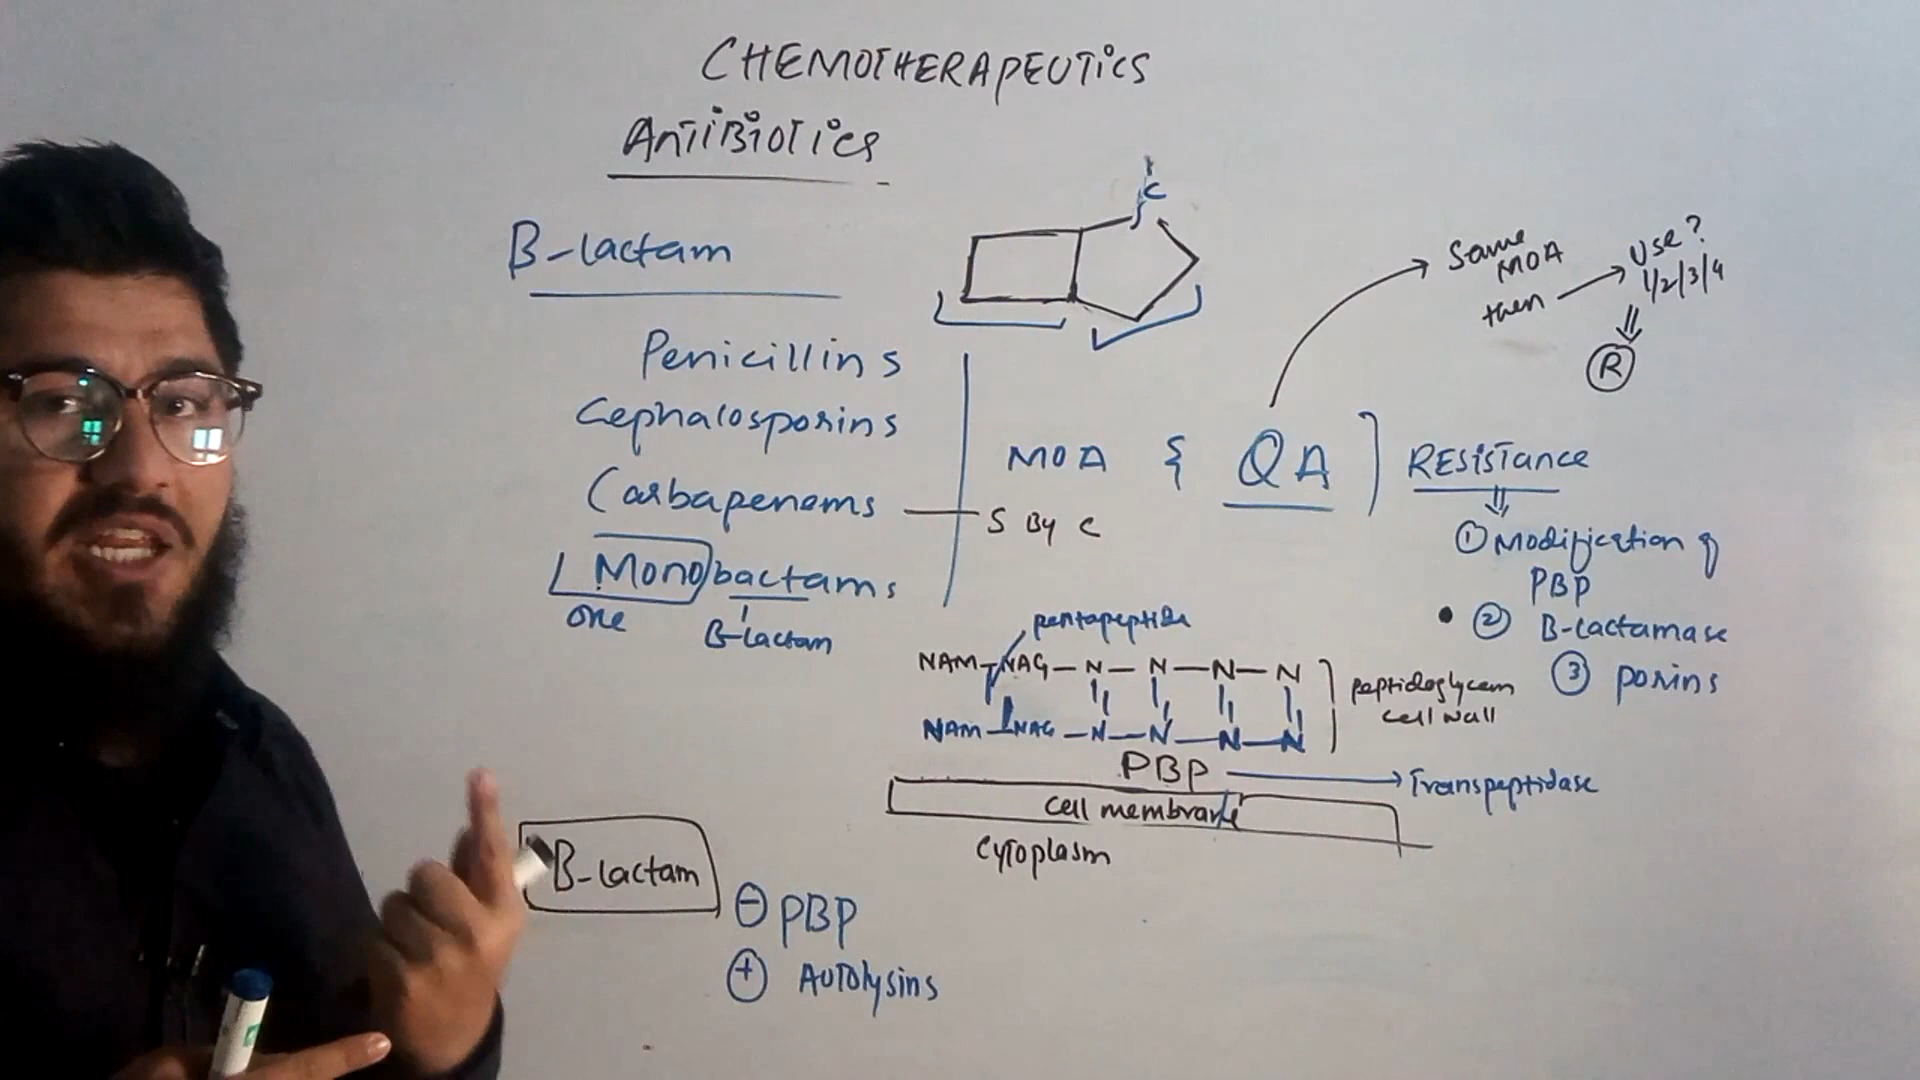 CHEMOTHERAPEUTICS
ANTIBIOTICS
B-lactam
C
Same
MOA
then
Use?
1/2/3/4
R
Penicillins
Cephalosporins
Carbapenems
S By C
Monobactams
one
B-lactam
MOA & QA
RESISTANCE
① Modification of
PBP
② B-Lactamase
③ porins
pentapeptide
NAM-NAG-N-N-N-N
NAM-NAG-N-N-N-N
peptidoglycan
cell wall
PBP
Transpeptidase
cell membrane
cytoplasm
B-lactam
⊖ PBP
⊕ Autolysins